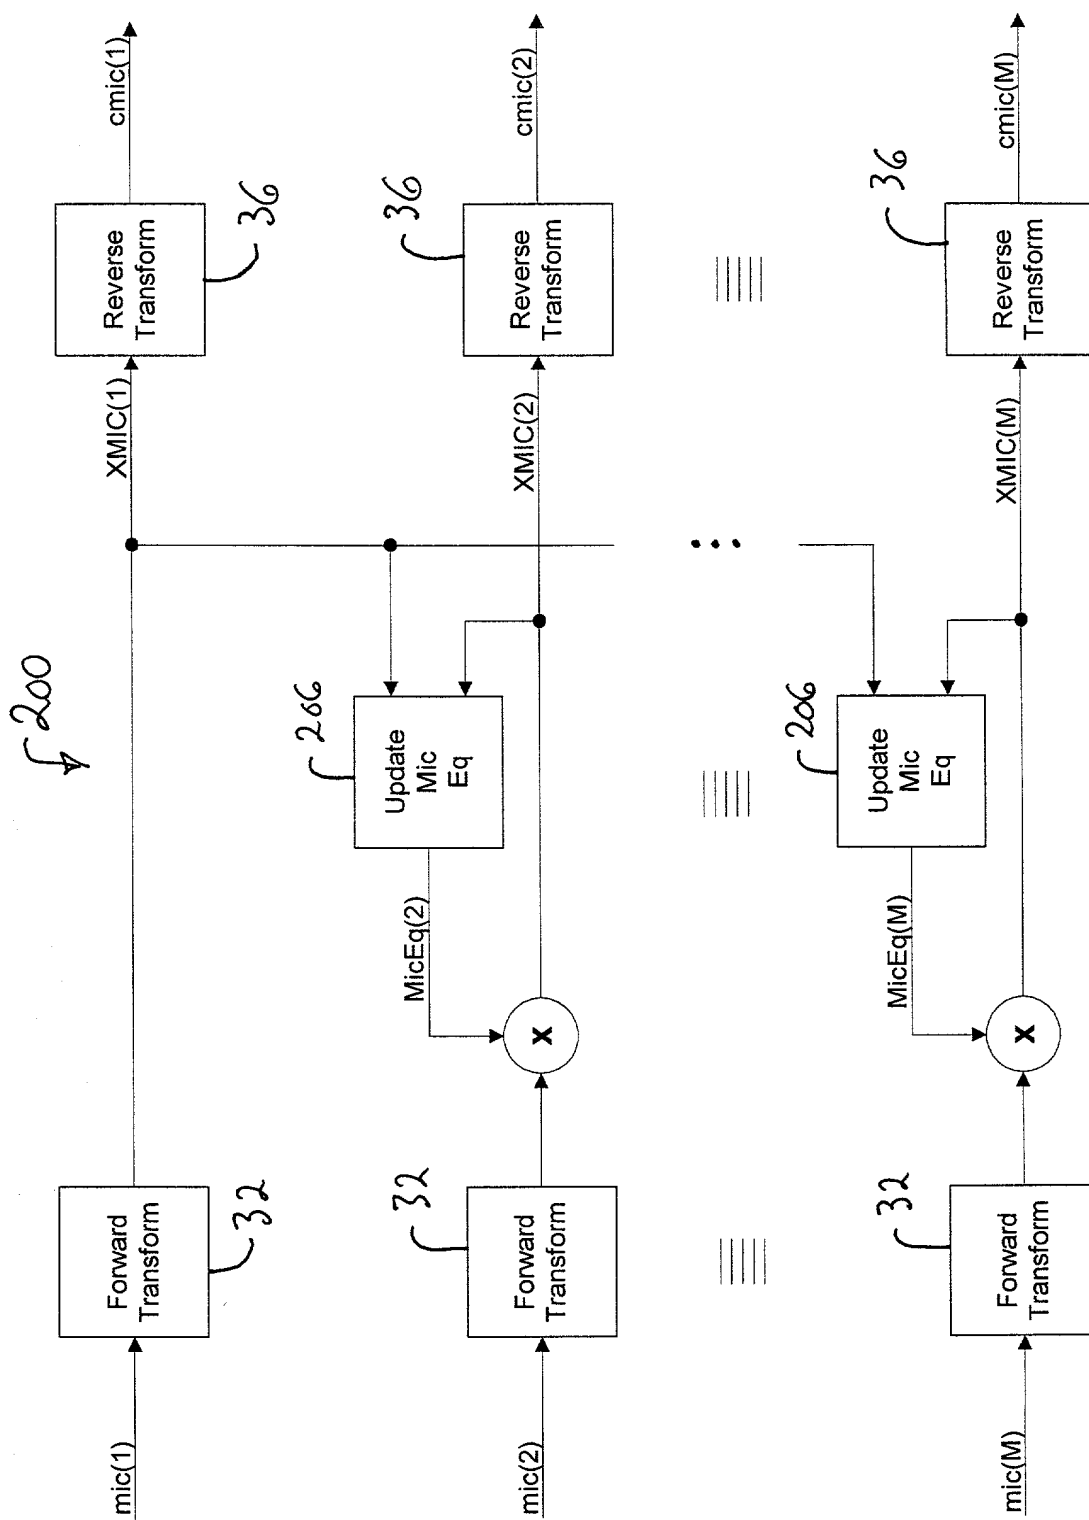 200
mic(1)
Forward
Transform
32
XMIC(1)
Reverse
Transform
36
cmic(1)
mic(2)
Forward
Transform
32
X
MicEq(2)
Update
Mic
Eq
206
XMIC(2)
Reverse
Transform
36
cmic(2)
mic(M)
Forward
Transform
32
X
MicEq(M)
Update
Mic
Eq
206
XMIC(M)
Reverse
Transform
36
cmic(M)